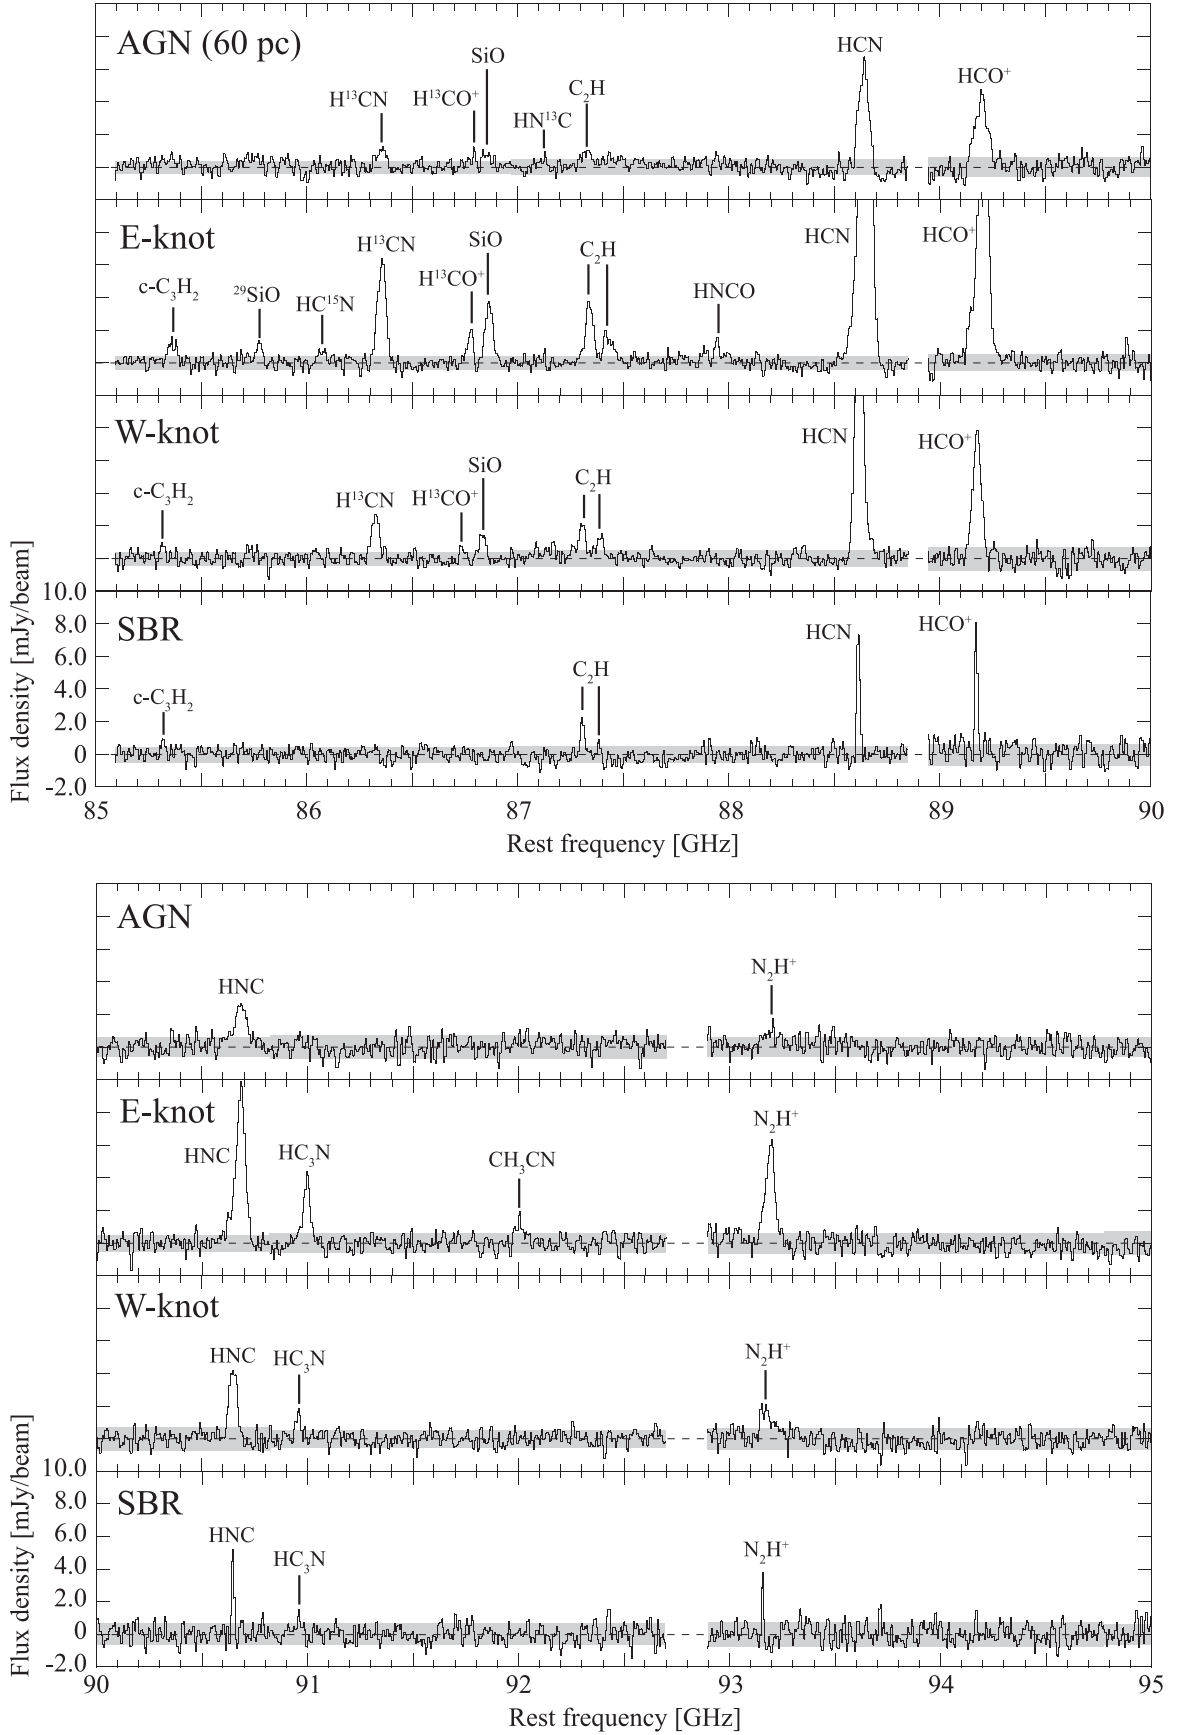 AGN (60 pc)
H¹³CN
H¹³CO⁺
SiO
HN¹³C
C₂H
HCN
HCO⁺
E-knot
c-C₃H₂
²⁹SiO
HC¹⁵N
H¹³CN
H¹³CO⁺
SiO
C₂H
HNCO
HCN
HCO⁺
W-knot
c-C₃H₂
H¹³CN
H¹³CO⁺
SiO
C₂H
HCN
HCO⁺
SBR
c-C₃H₂
C₂H
HCN
HCO⁺
Flux density [mJy/beam]
10.0
8.0
6.0
4.0
2.0
0
-2.0
85 86 87 88 89 90
Rest frequency [GHz]
AGN
HNC
N₂H⁺
E-knot
HNC
HC₃N
CH₃CN
N₂H⁺
W-knot
HNC
HC₃N
N₂H⁺
SBR
HNC
HC₃N
N₂H⁺
Flux density [mJy/beam]
10.0
8.0
6.0
4.0
2.0
0
-2.0
90 91 92 93 94 95
Rest frequency [GHz]